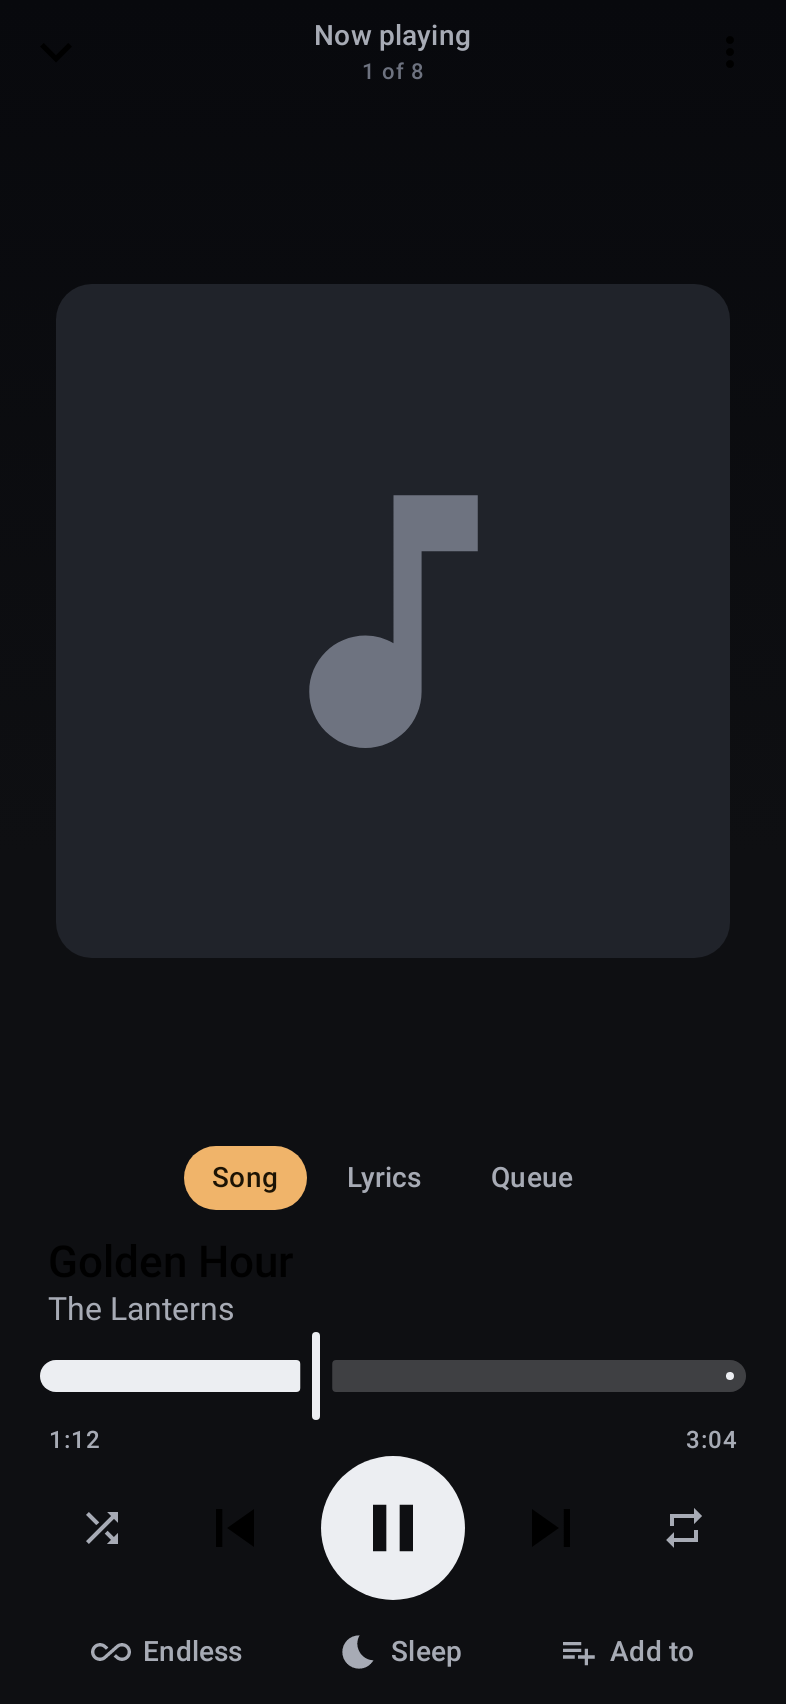 Now playing
1 of 8
Song Lyrics Queue
Golden Hour
The Lanterns
1:12 3:04
Endless Sleep Add to